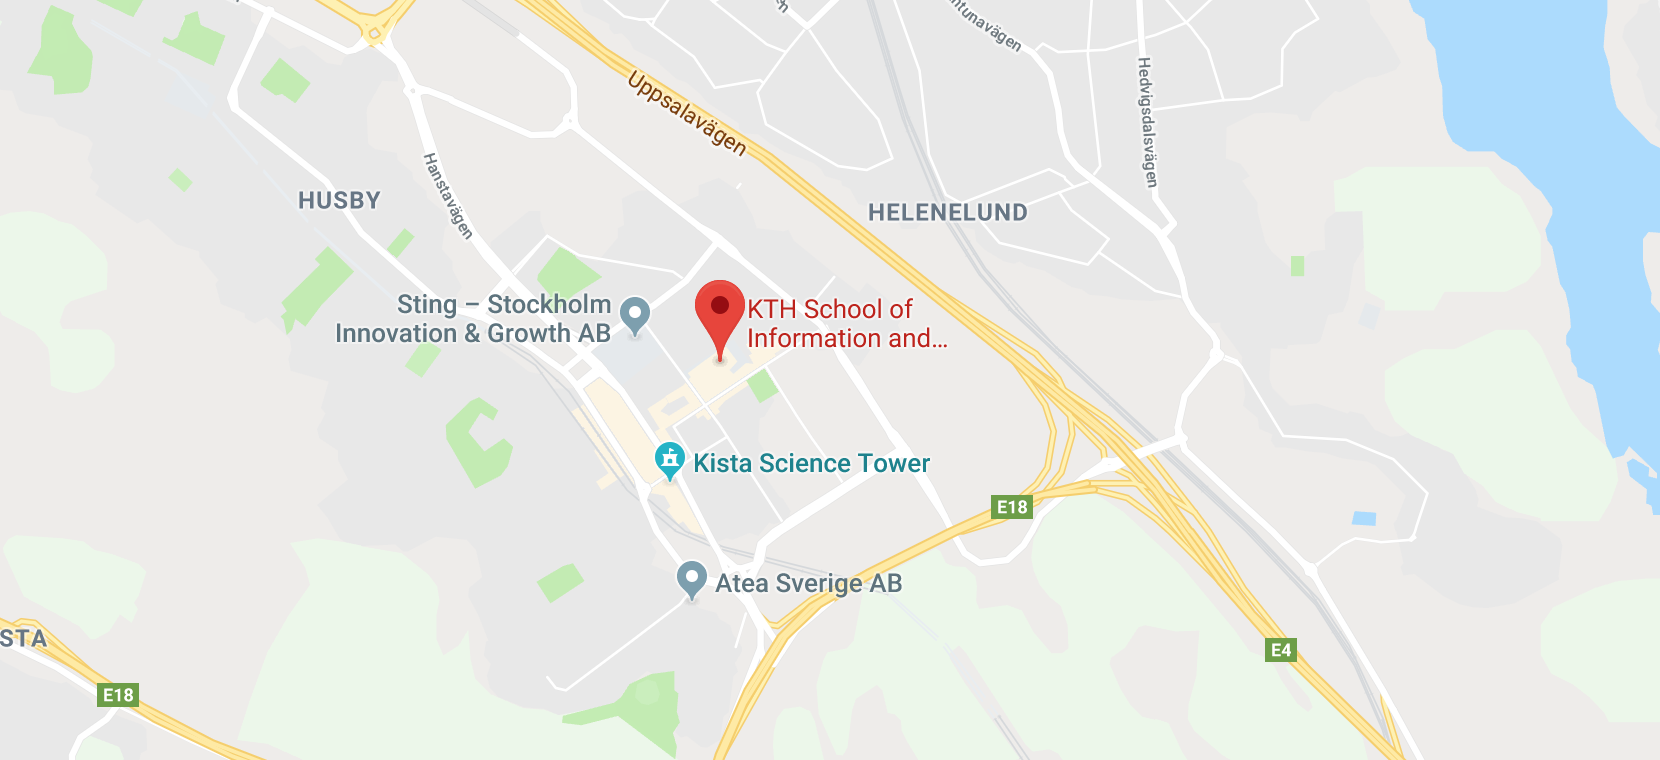 ntunavägen
Hedvigsdalsvägen
Uppsalavägen
Hanstavägen
HUSBY
HELENELUND
Sting – Stockholm
Innovation & Growth AB
KTH School of
Information and...
Kista Science Tower
E18
Atea Sverige AB
STA
E4
E18